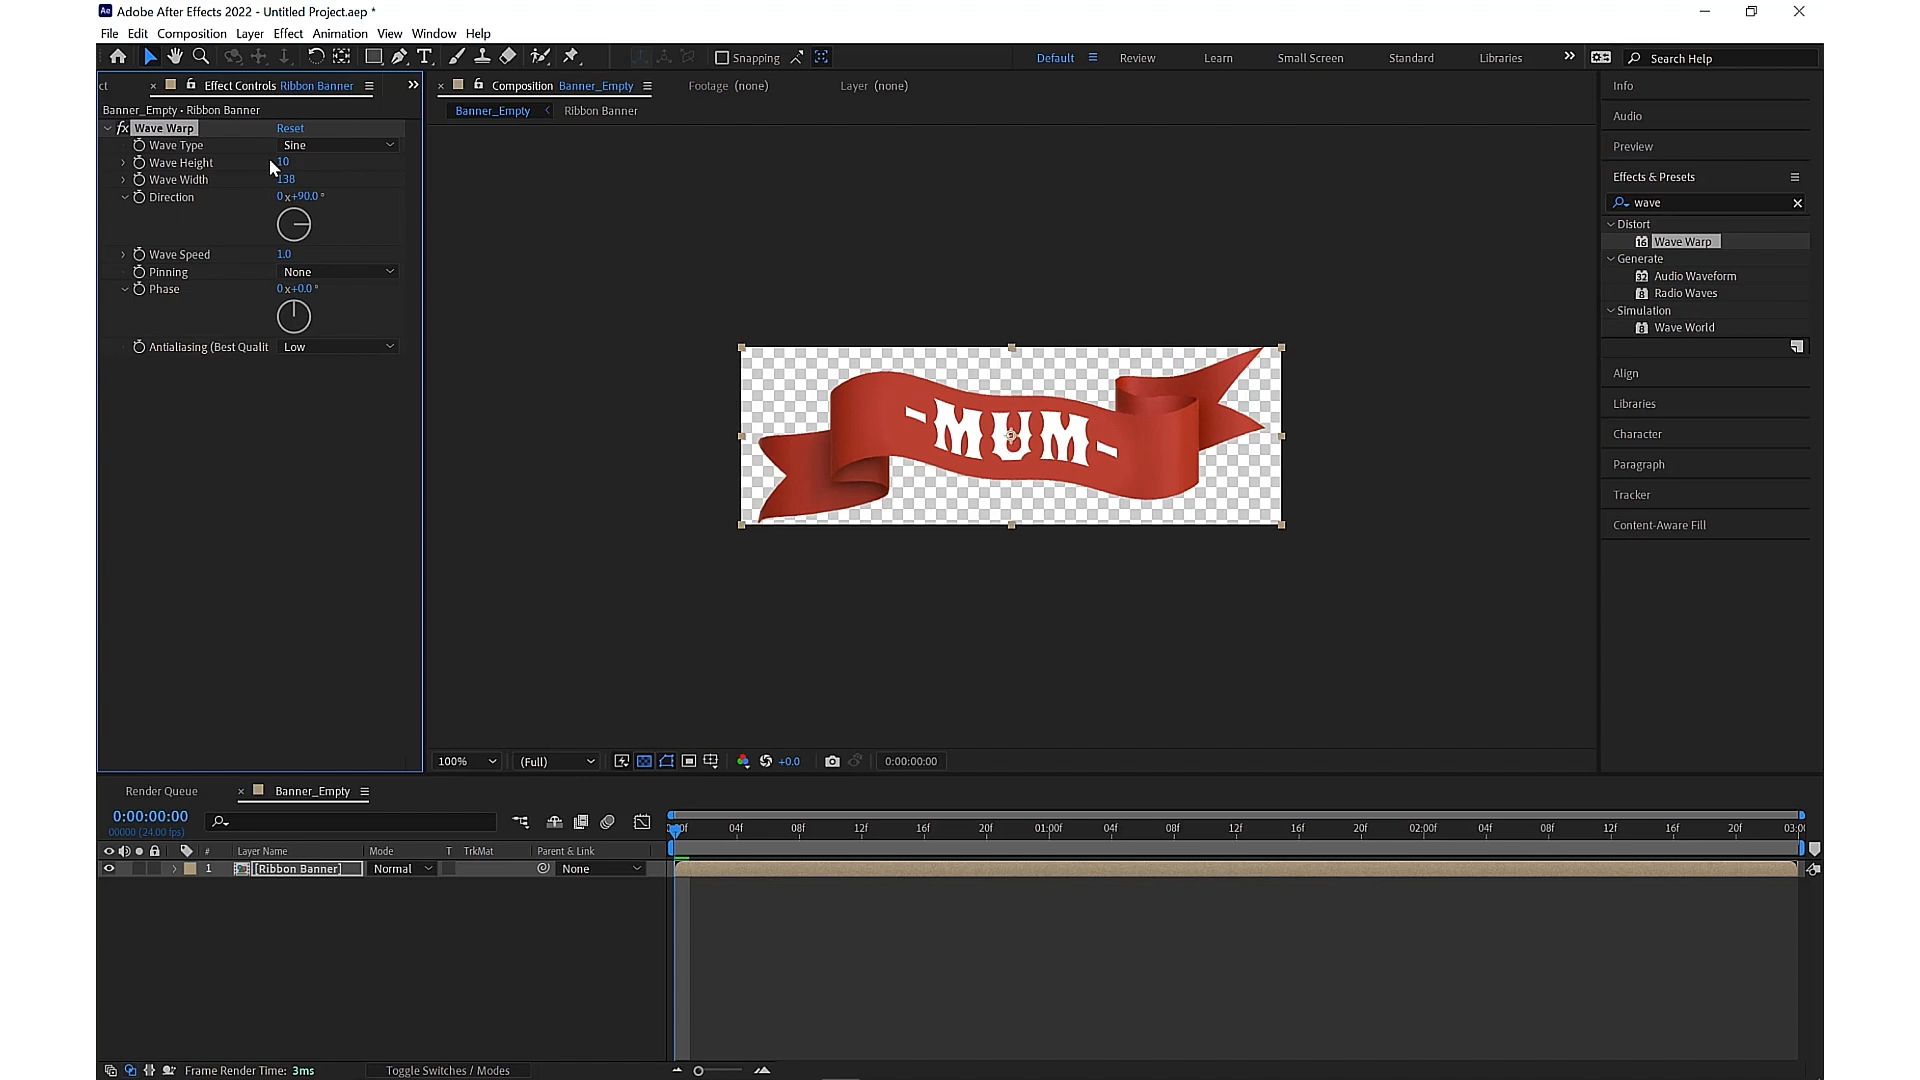 Adobe After Effects 2022 - Untitled Project.aep *
File Edit Composition Layer Effect Animation View Window Help
Snapping Default Review Learn Small Screen Standard Libraries Search Help
ct Effect Controls Ribbon Banner
Composition Banner_Empty Footage (none) Layer (none)
Info
Banner_Empty • Ribbon Banner
Banner_Empty Ribbon Banner
Audio
fx Wave Warp Reset
Wave Type Sine
Wave Height 10
Wave Width 138
Direction 0x+90.0°
Wave Speed 1.0
Pinning None
Phase 0x+0.0°
Antialiasing (Best Qualit Low
Preview
Effects & Presets
wave
Distort
Wave Warp
Generate
Audio Waveform
Radio Waves
Simulation
Wave World
Align
Libraries
Character
Paragraph
Tracker
Content-Aware Fill
-MUM-
100% (Full) +0.0 0:00:00:00
Render Queue Banner_Empty
0:00:00:00
00000 (24.00 fps)
04f 08f 12f 16f 20f 01:00f 04f 08f 12f 16f 20f 02:00f 04f 08f 12f 16f 20f 03:0
# Layer Name Mode T TrkMat Parent & Link
1 [Ribbon Banner] Normal None
Frame Render Time: 3ms Toggle Switches / Modes